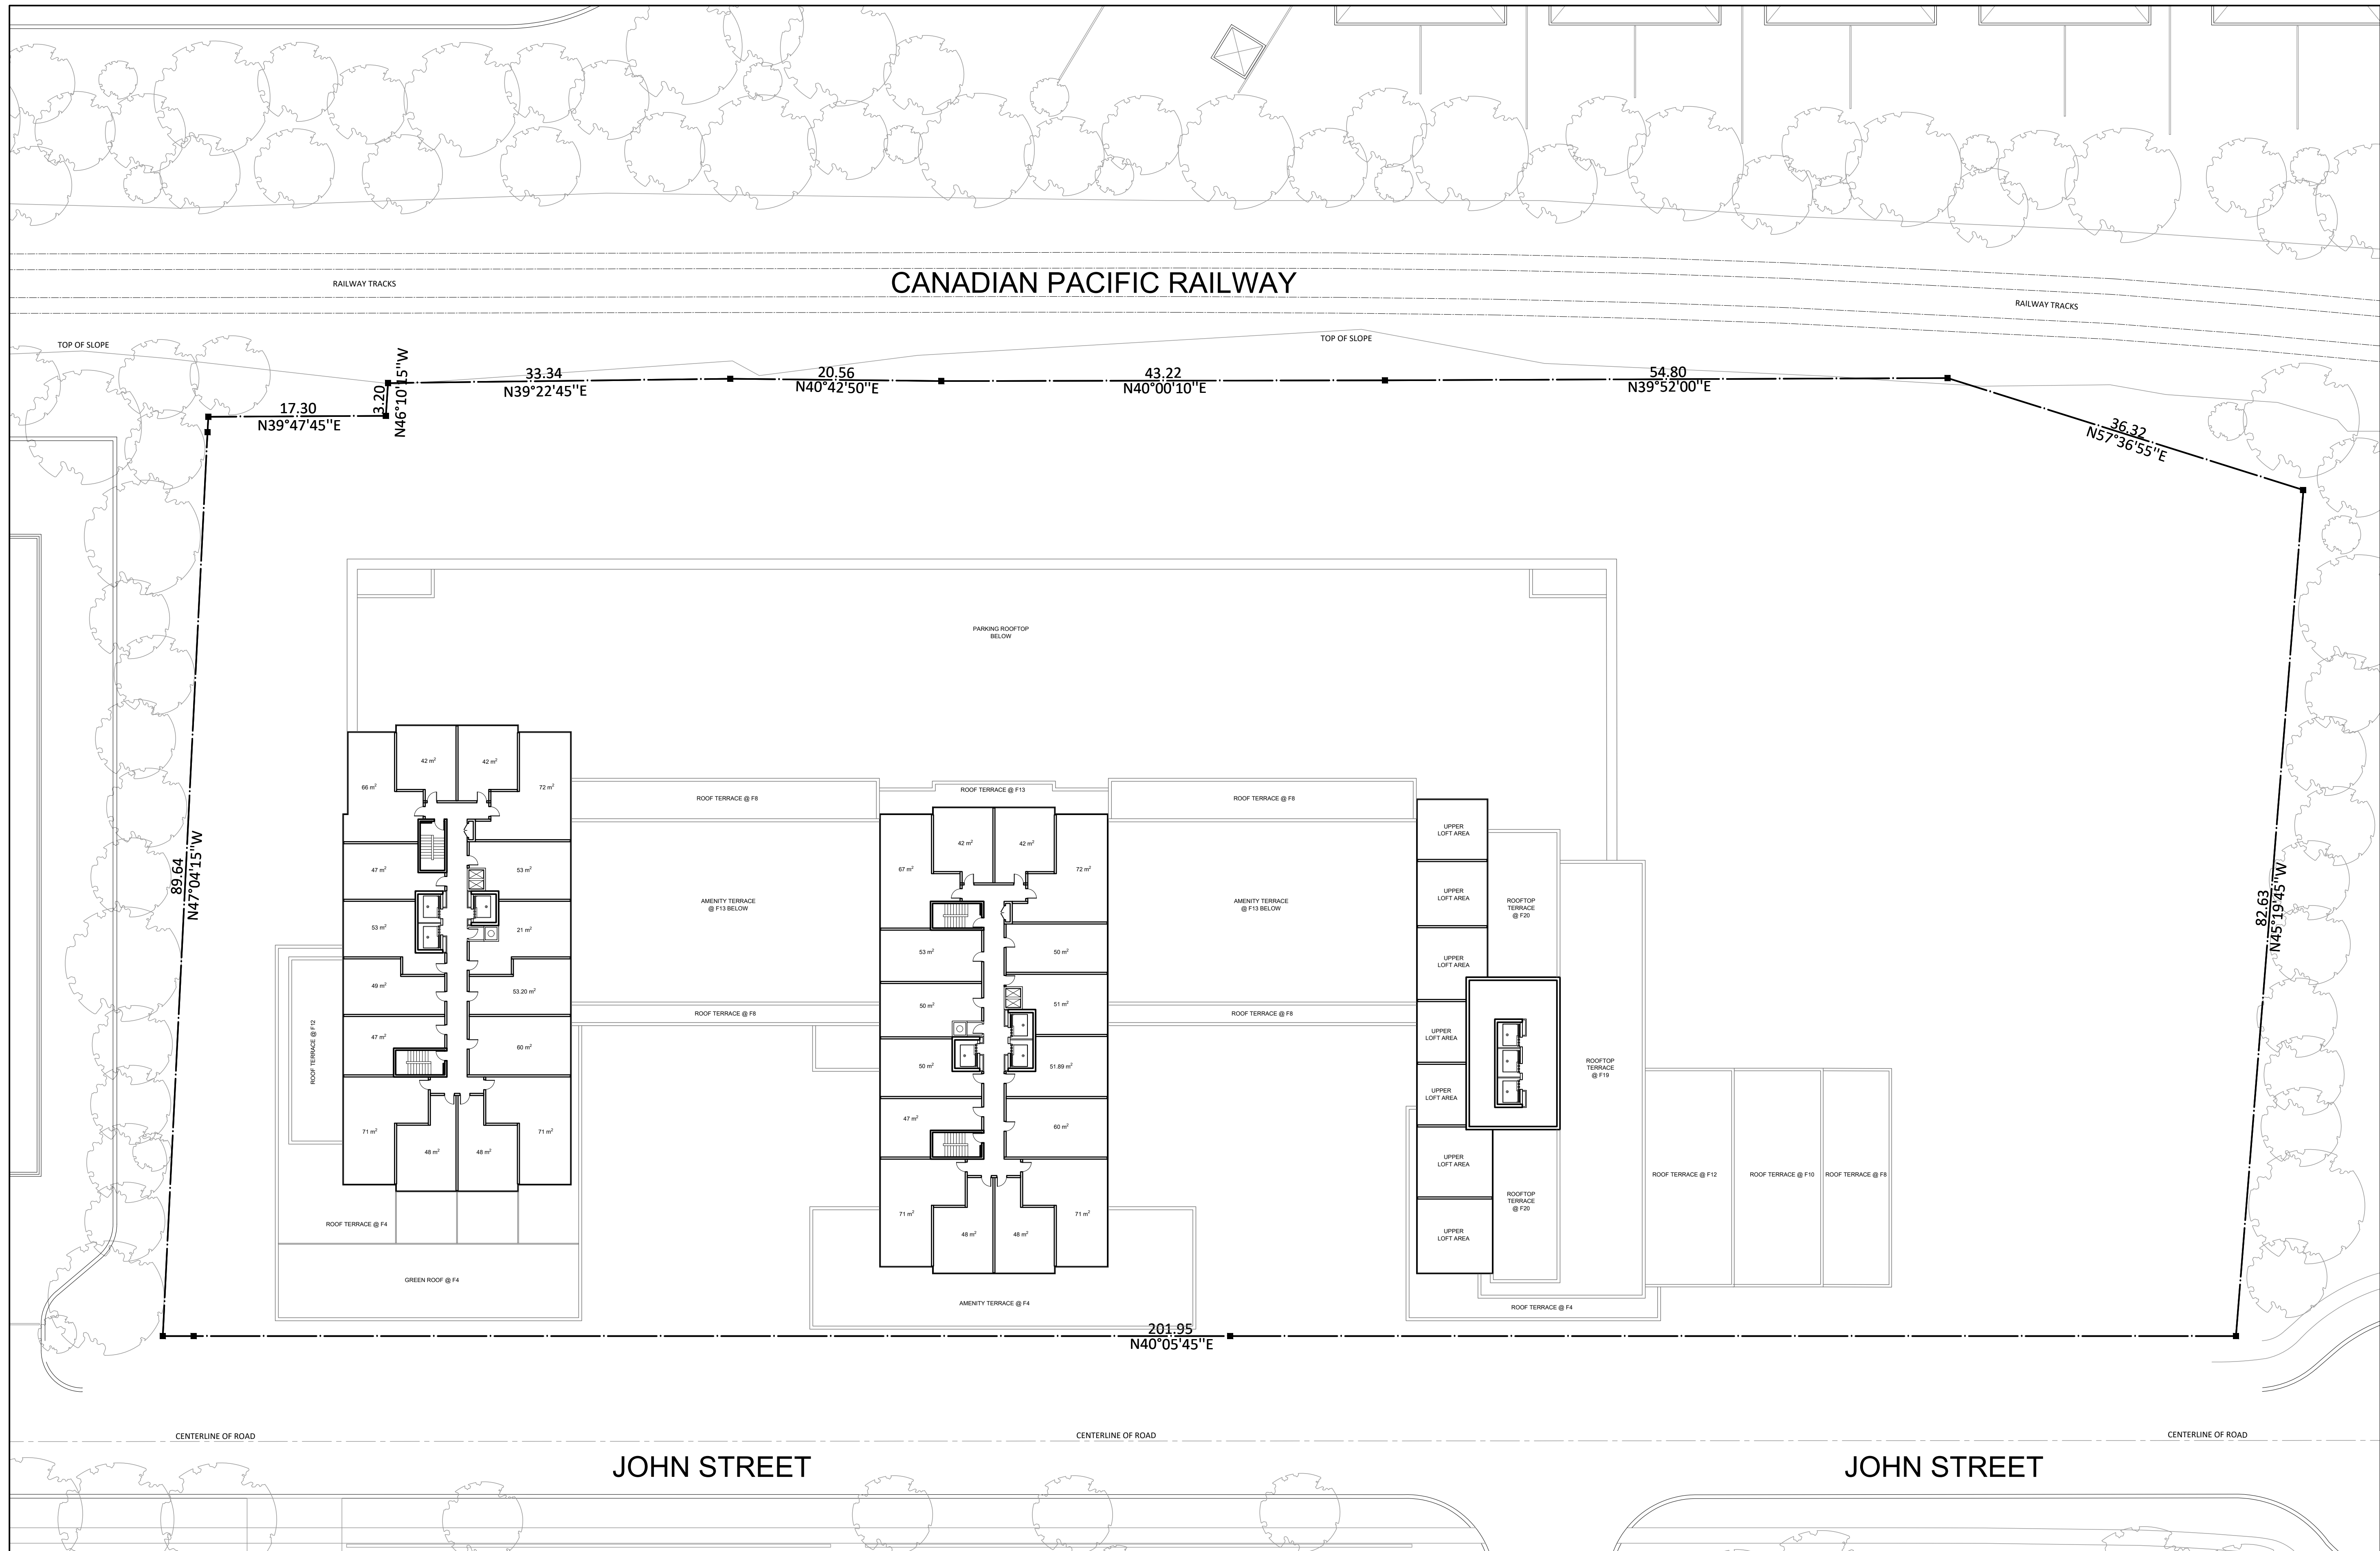 CANADIAN PACIFIC RAILWAY
RAILWAY TRACKS
RAILWAY TRACKS
TOP OF SLOPE
TOP OF SLOPE
17.30
N39°47'45''E
3.20
N46°10'15''W
33.34
N39°22'45''E
20.56
N40°42'50''E
43.22
N40°00'10''E
54.80
N39°52'00''E
36.32
N57°36'55''E
89.64
N47°04'15''W
82.63
N45°19'45''W
PARKING ROOFTOP
BELOW
42 m²
42 m²
66 m²
72 m²
47 m²
53 m²
53 m²
21 m²
49 m²
53.20 m²
47 m²
60 m²
71 m²
71 m²
48 m²
48 m²
ROOF TERRACE @ F12
ROOF TERRACE @ F4
GREEN ROOF @ F4
ROOF TERRACE @ F8
AMENITY TERRACE
@ F13 BELOW
ROOF TERRACE @ F8
ROOF TERRACE @ F13
42 m²
42 m²
67 m²
72 m²
53 m²
50 m²
50 m²
51 m²
50 m²
51.89 m²
47 m²
60 m²
71 m²
71 m²
48 m²
48 m²
AMENITY TERRACE @ F4
ROOF TERRACE @ F8
AMENITY TERRACE
@ F13 BELOW
ROOF TERRACE @ F8
UPPER
LOFT AREA
UPPER
LOFT AREA
UPPER
LOFT AREA
UPPER
LOFT AREA
UPPER
LOFT AREA
UPPER
LOFT AREA
UPPER
LOFT AREA
ROOFTOP
TERRACE
@ F20
ROOFTOP
TERRACE
@ F20
ROOFTOP
TERRACE
@ F19
ROOF TERRACE @ F12
ROOF TERRACE @ F10
ROOF TERRACE @ F8
ROOF TERRACE @ F4
201.95
N40°05'45''E
CENTERLINE OF ROAD
CENTERLINE OF ROAD
CENTERLINE OF ROAD
JOHN STREET
JOHN STREET